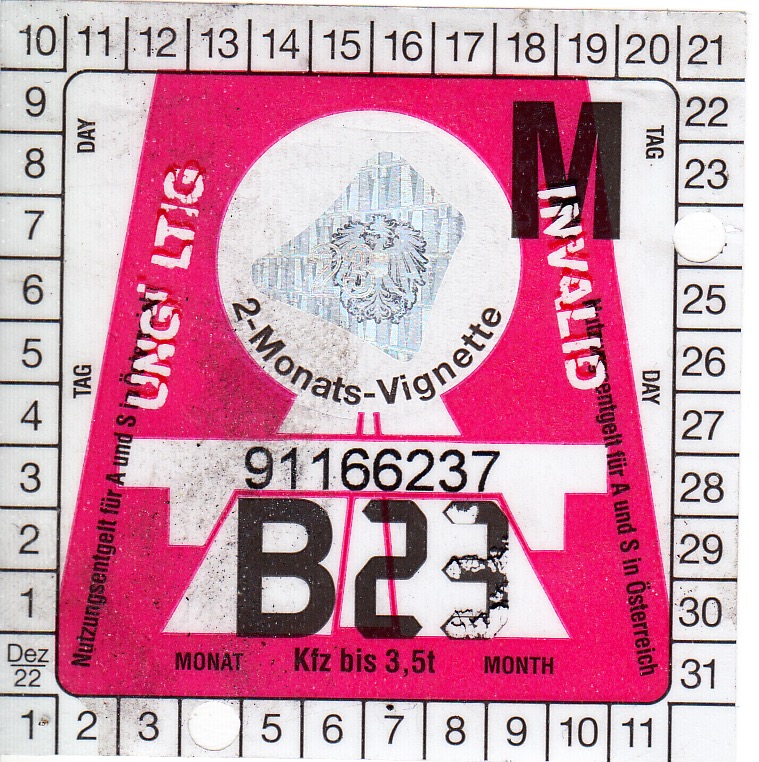 10 11 12 13 14 15 16 17 18 19 20 21
9 22
DAY M TAG
8 23
7
6 25
5 26
4 27
3 28
2 29
1 30
Dez 22 31
UNGÜLTIG
INVALID
2-Monats-Vignette
TAG DAY
91166237
B23
Nutzungsentgelt für A und S in Österreich
Nutzungsentgelt für A und S in Österreich
MONAT Kfz bis 3,5t MONTH
1 2 3 5 6 7 8 9 10 11